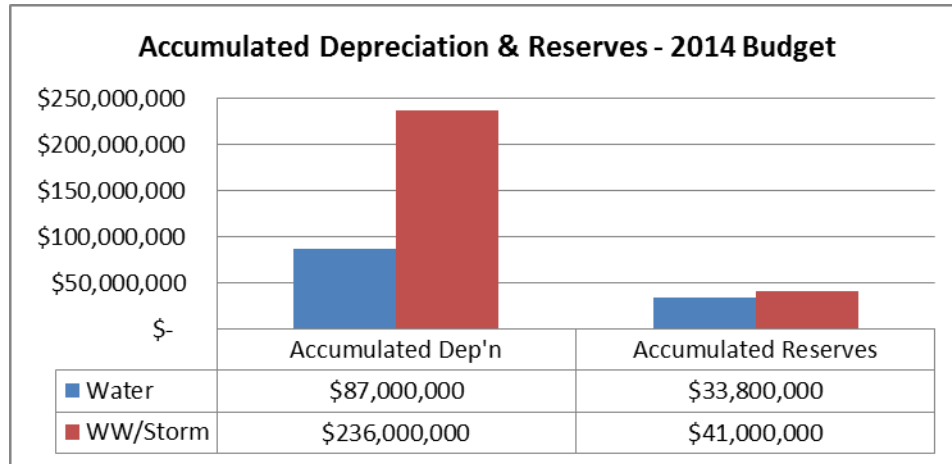 Accumulated Depreciation & Reserves - 2014 Budget
$250,000,000
$200,000,000
$150,000,000
$100,000,000
$50,000,000
$-
Accumulated Dep'n Accumulated Reserves
Water $87,000,000 $33,800,000
WW/Storm $236,000,000 $41,000,000